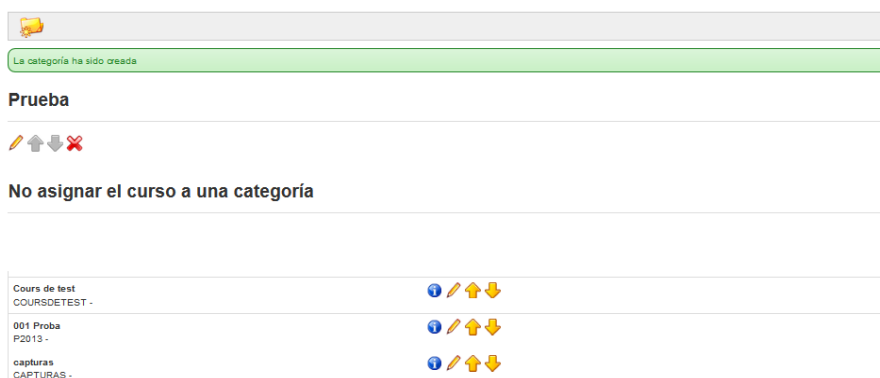 La categoría ha sido creada
Prueba
No asignar el curso a una categoría
Cours de test
COURSDETEST -
001 Proba
P2013 -
capturas
CAPTURAS -